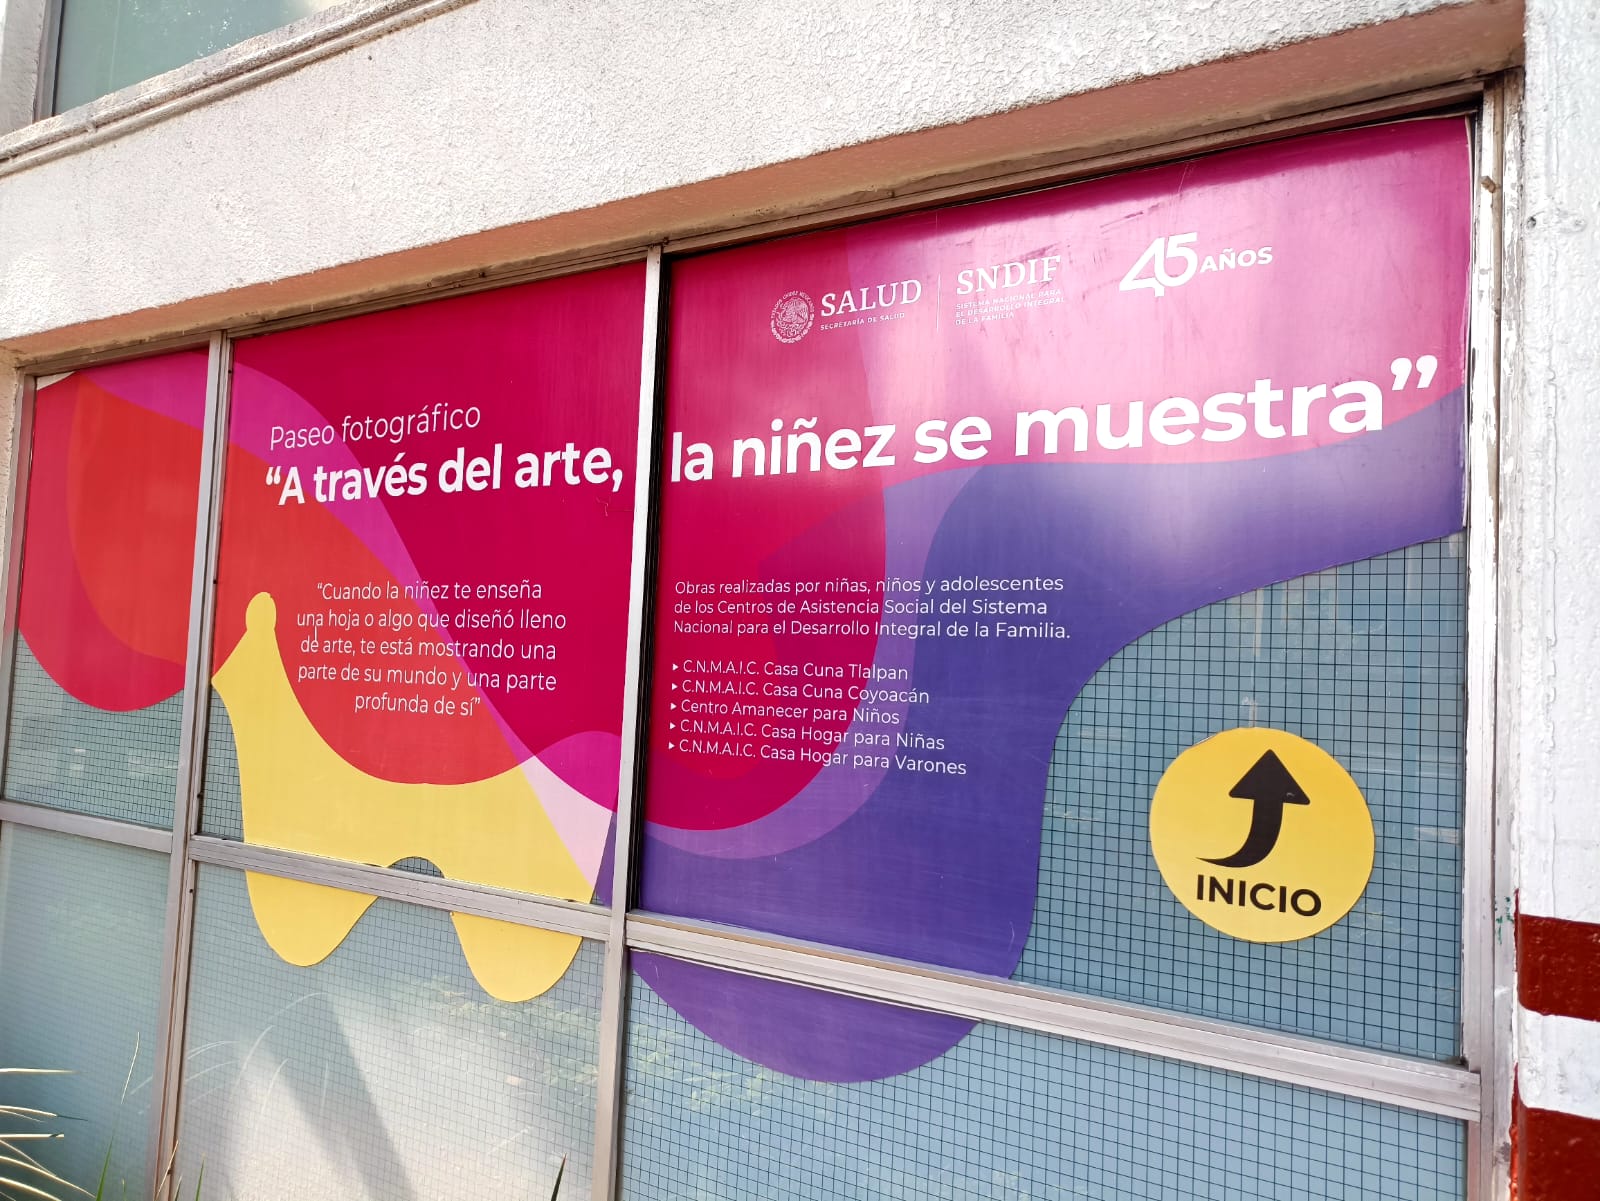 SALUD
SECRETARÍA DE SALUD
SNDIF
SISTEMA NACIONAL PARA
EL DESARROLLO INTEGRAL
DE LA FAMILIA
45 AÑOS
Paseo fotográfico
“A través del arte, la niñez se muestra”
“Cuando la niñez te enseña
una hoja o algo que diseñó lleno
de arte, te está mostrando una
parte de su mundo y una parte
profunda de sí”
Obras realizadas por niñas, niños y adolescentes
de los Centros de Asistencia Social del Sistema
Nacional para el Desarrollo Integral de la Familia.
▸ C.N.M.A.I.C. Casa Cuna Tlalpan
▸ C.N.M.A.I.C. Casa Cuna Coyoacán
▸ Centro Amanecer para Niños
▸ C.N.M.A.I.C. Casa Hogar para Niñas
▸ C.N.M.A.I.C. Casa Hogar para Varones
INICIO